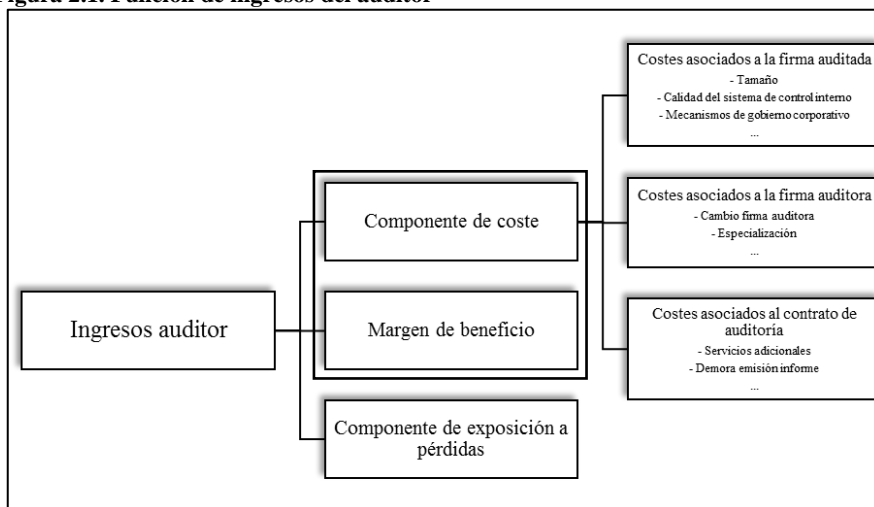 Figura 2.1. Función de ingresos del auditor
Costes asociados a la firma auditada
- Tamaño
- Calidad del sistema de control interno
- Mecanismos de gobierno corporativo
...
Componente de coste
Costes asociados a la firma auditora
- Cambio firma auditora
- Especialización
...
Ingresos auditor
Margen de beneficio
Costes asociados al contrato de
auditoría
- Servicios adicionales
- Demora emisión informe
...
Componente de exposición a
pérdidas